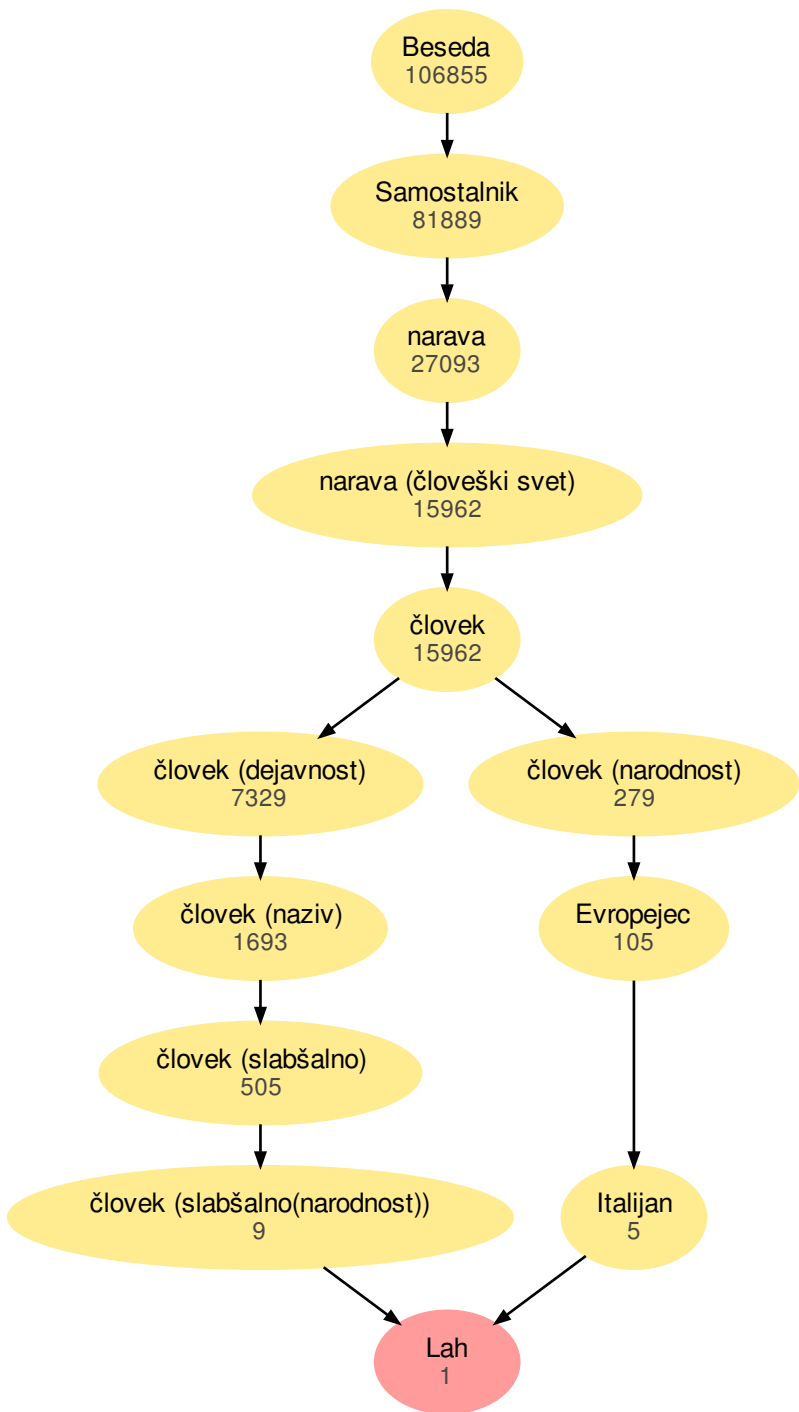 Beseda
106855
Samostalnik
81889
narava
27093
narava (človeški svet)
15962
človek
15962
človek (dejavnost)
7329
človek (narodnost)
279
človek (naziv)
1693
Evropejec
105
človek (slabšalno)
505
človek (slabšalno(narodnost))
9
Italijan
5
Lah
1